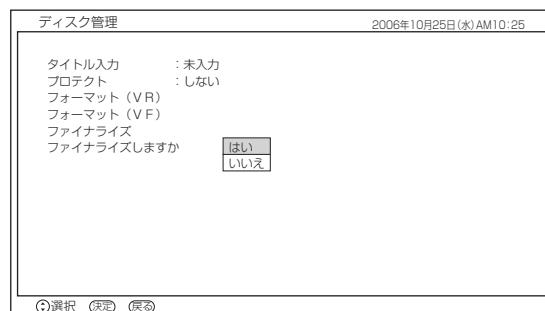 ディスク管理 2006年10月25日(水)AM10:25
タイトル入力 :未入力
プロテクト :しない
フォーマット(VR)
フォーマット(VF)
ファイナライズ
ファイナライズしますか はい
いいえ
選択 決定 戻る